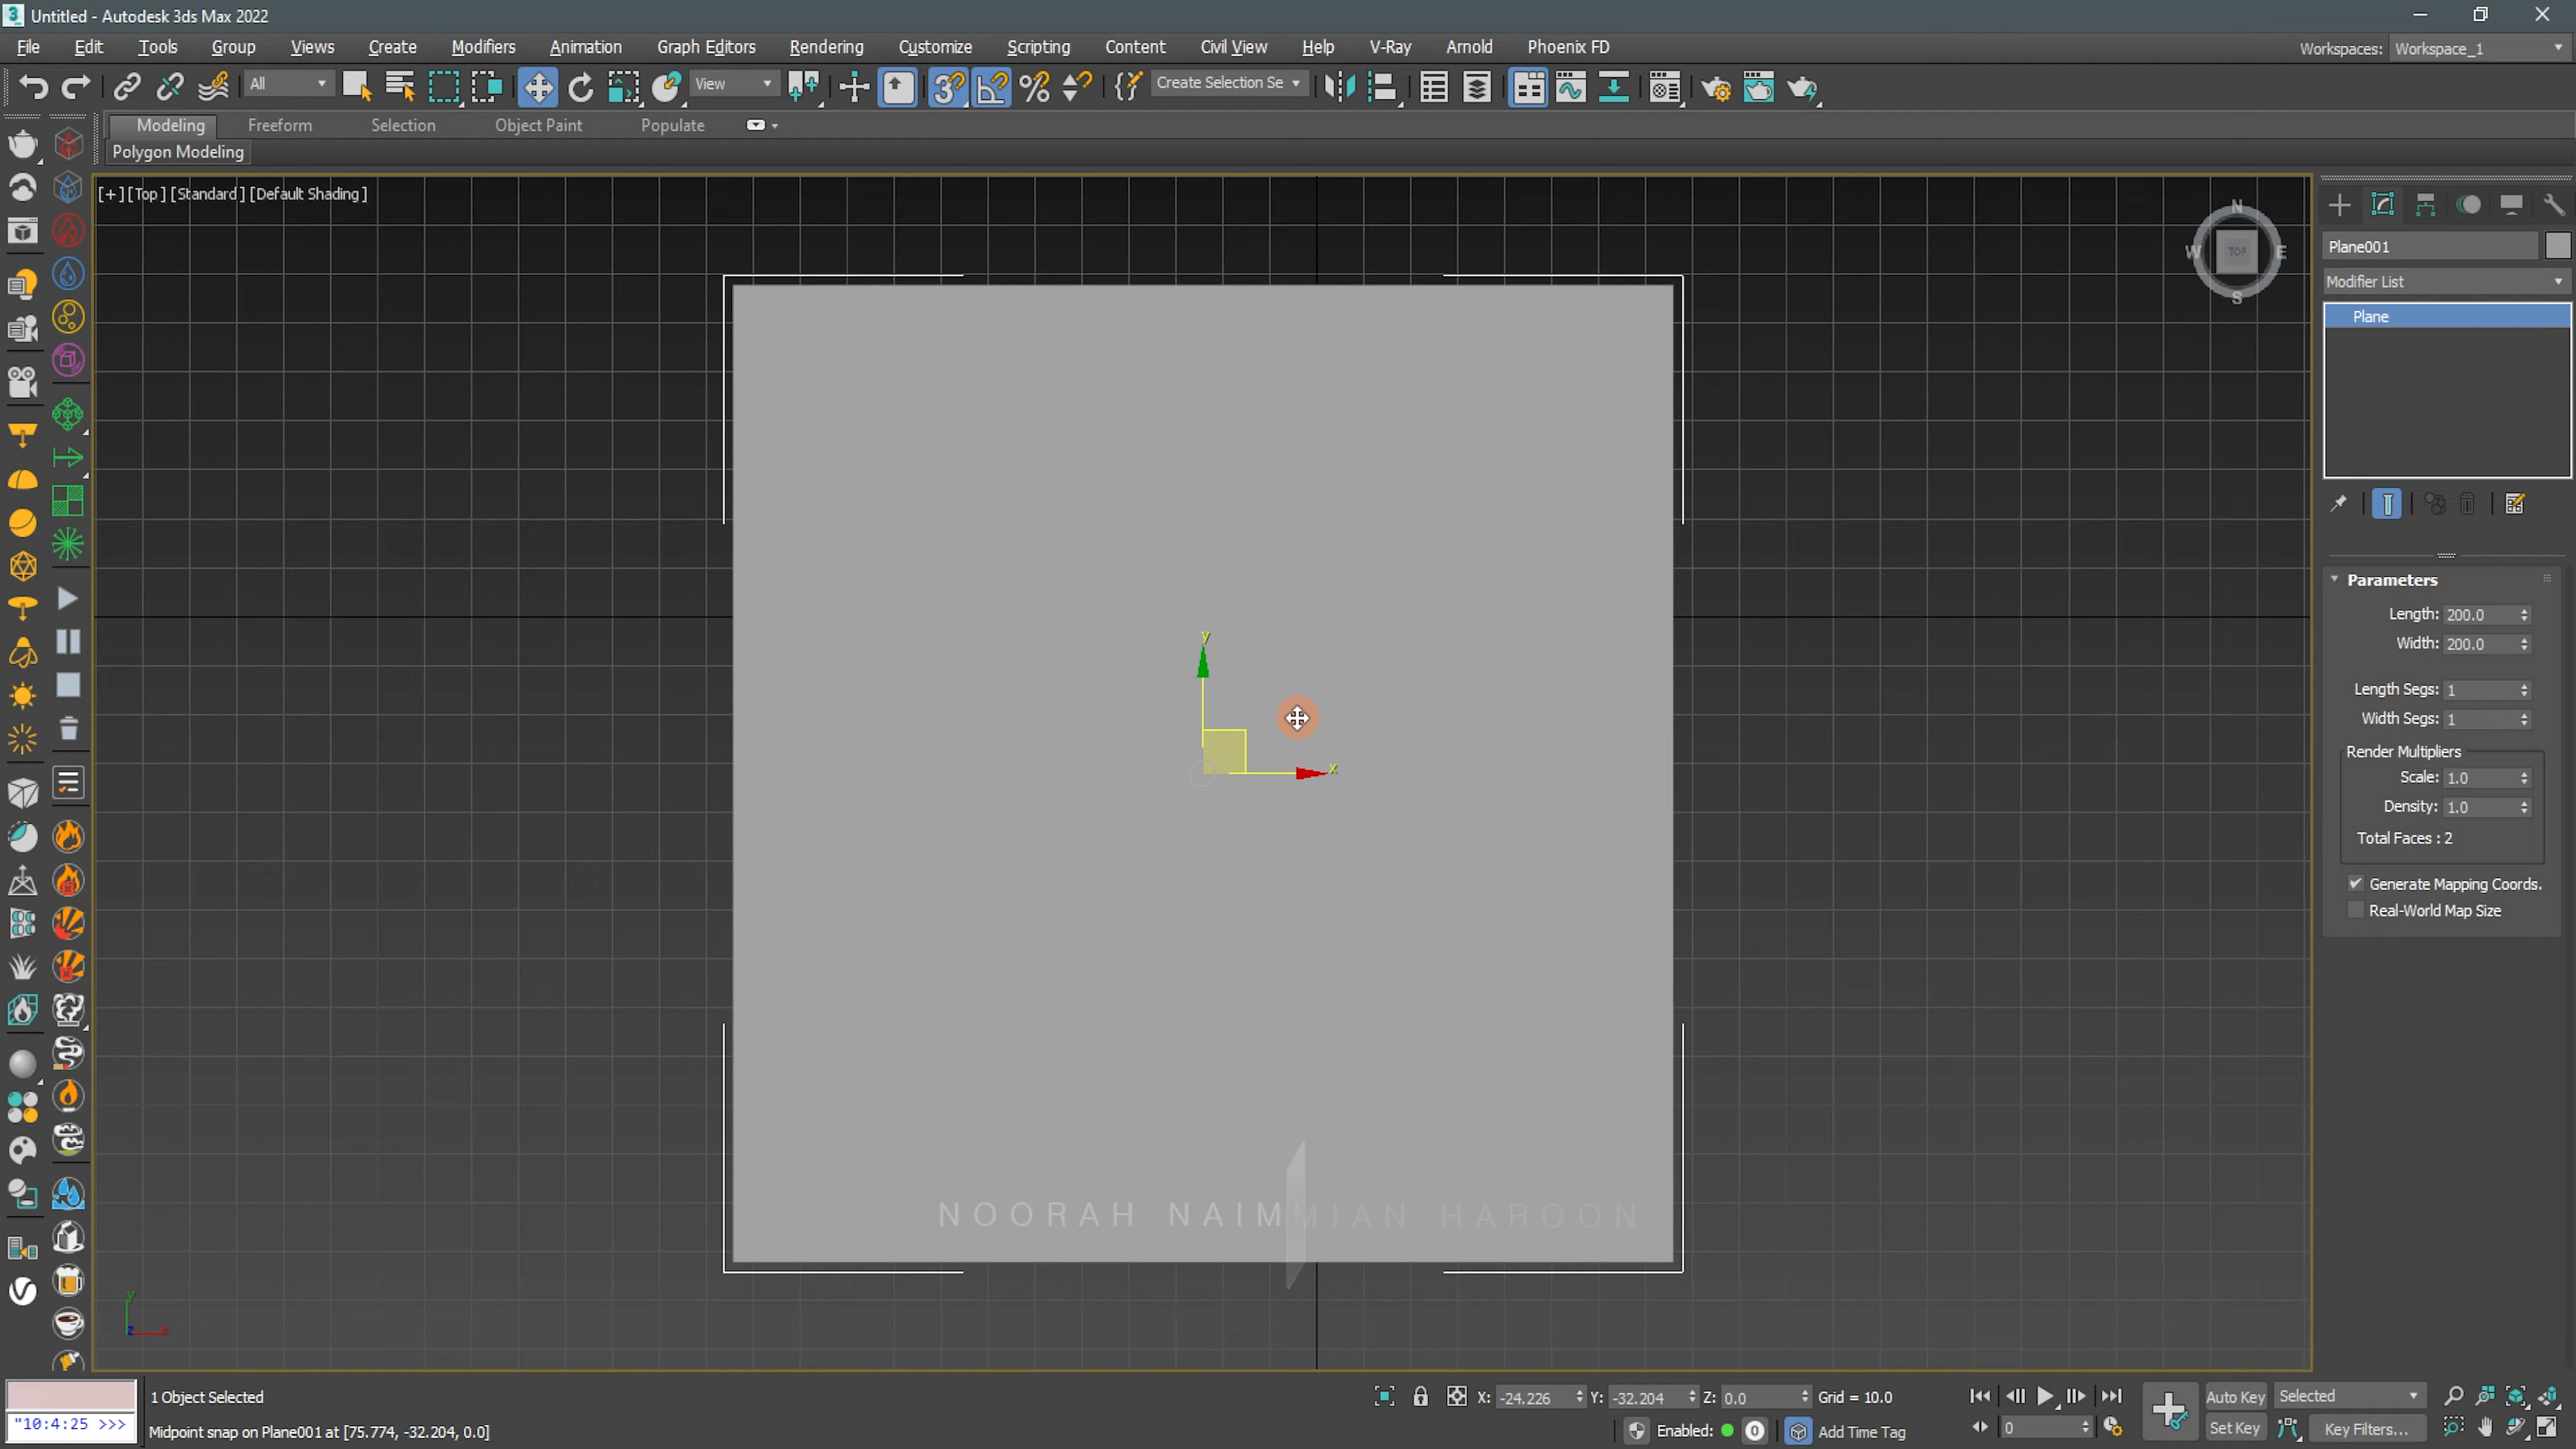 Untitled - Autodesk 3ds Max 2022
File Edit Tools Group Views Create Modifiers Animation Graph Editors Rendering Customize Scripting Content Civil View Help V-Ray Arnold Phoenix FD Workspaces: Workspace_1
All View Create Selection Se
Modeling Freeform Selection Object Paint Populate
Polygon Modeling
[+] [Top] [Standard] [Default Shading]
N
W TOP E
S
Plane001
Modifier List
Plane
Parameters
Length: 200.0
Width: 200.0
Length Segs: 1
Width Segs: 1
Render Multipliers
Scale: 1.0
Density: 1.0
Total Faces : 2
Generate Mapping Coords.
Real-World Map Size
y
x
NOORAH NAIM MIAN HAROON
y
z x
1 Object Selected
X: -24.226 Y: -32.204 Z: 0.0 Grid = 10.0
Auto Key Selected
"10:4:25 >>>
Midpoint snap on Plane001 at [75.774, -32.204, 0.0]
Enabled: 0 Add Time Tag
0
Set Key Key Filters...